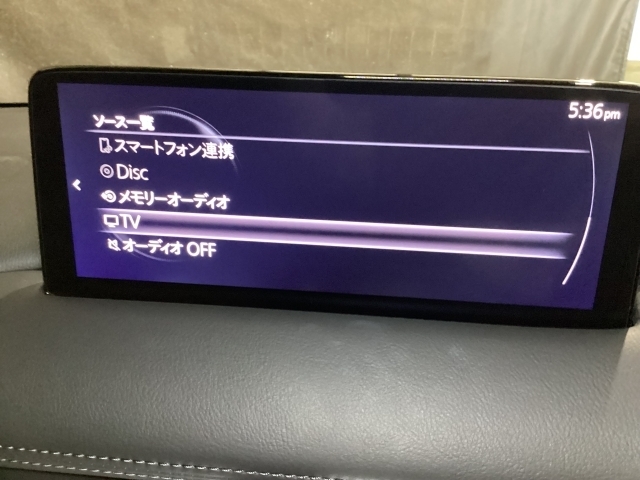 5:36pm
ソース一覧
スマートフォン連携
Disc
メモリーオーディオ
TV
オーディオ OFF